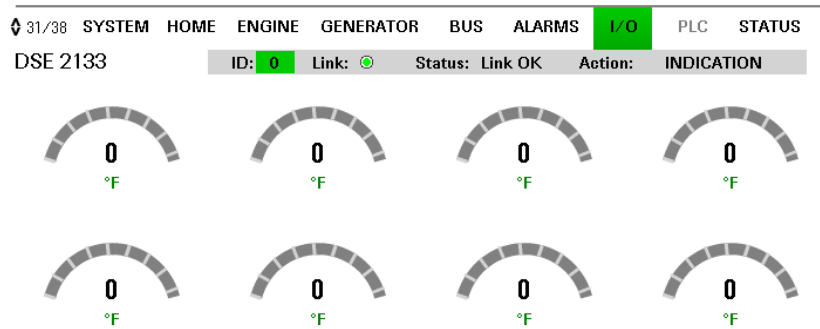 31/38 SYSTEM HOME ENGINE GENERATOR BUS ALARMS I/O PLC STATUS
DSE 2133 ID: 0 Link: Status: Link OK Action: INDICATION
0 0 0 0
°F °F °F °F
0 0 0 0
°F °F °F °F